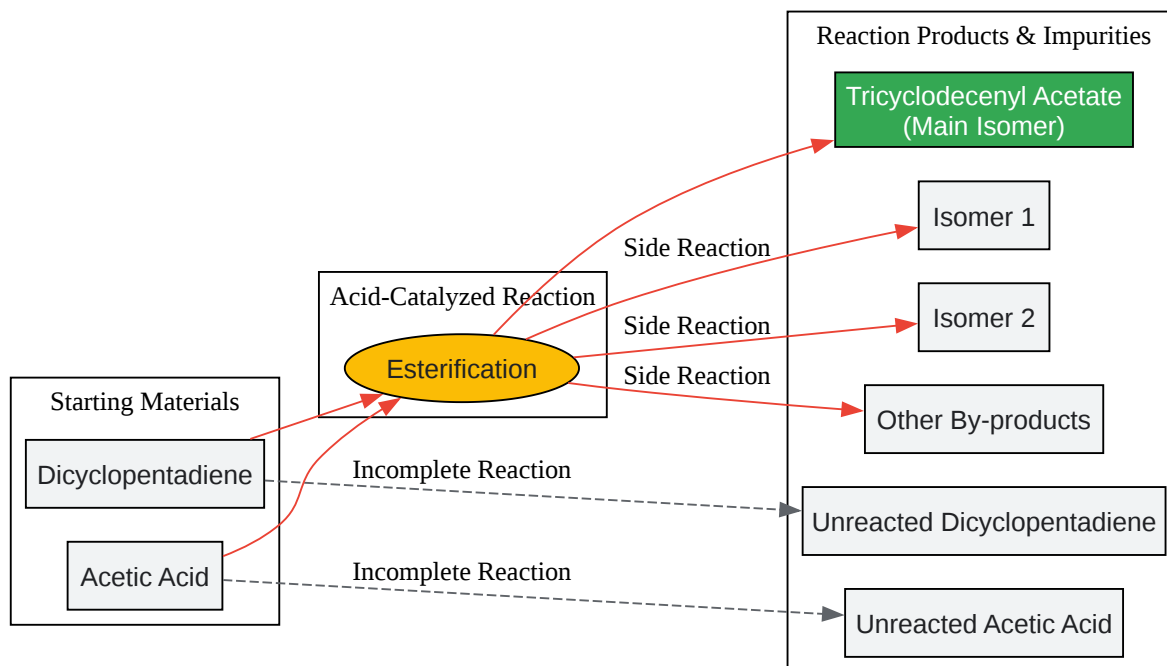 Reaction Products & Impurities
Tricyclodecenyl Acetate
(Main Isomer)
Isomer 1
Side Reaction
Acid-Catalyzed Reaction
Isomer 2
Side Reaction
Esterification
Side Reaction
Starting Materials
Other By-products
Dicyclopentadiene
Incomplete Reaction
Unreacted Dicyclopentadiene
Acetic Acid
Incomplete Reaction
Unreacted Acetic Acid